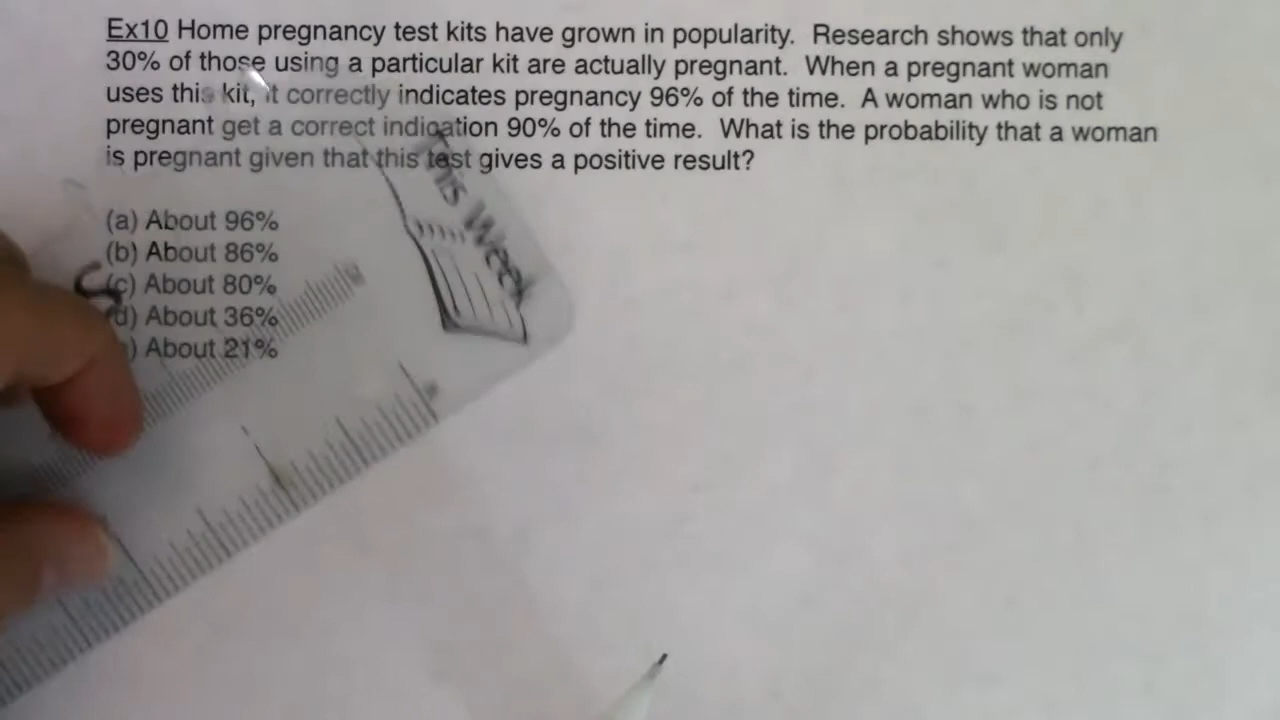 Ex10 Home pregnancy test kits have grown in popularity. Research shows that only
30% of those using a particular kit are actually pregnant. When a pregnant woman
uses this kit, it correctly indicates pregnancy 96% of the time. A woman who is not
pregnant get a correct indication 90% of the time. What is the probability that a woman
is pregnant given that this test gives a positive result?
(a) About 96%
(b) About 86%
(c) About 80%
(d) About 36%
) About 21%
This Week